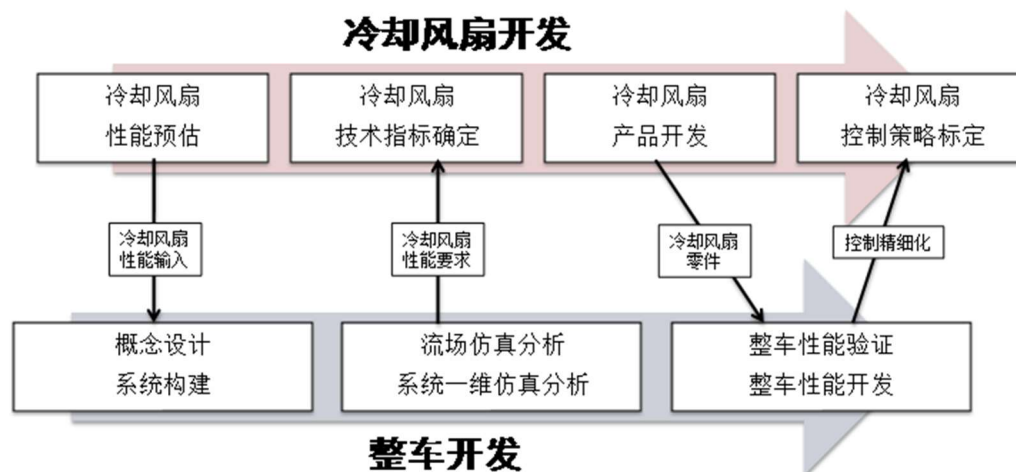 冷却风扇开发
冷却风扇
性能预估
冷却风扇
技术指标确定
冷却风扇
产品开发
冷却风扇
控制策略标定
冷却风扇
性能输入
冷却风扇
性能要求
冷却风扇
零件
控制精细化
概念设计
系统构建
流场仿真分析
系统一维仿真分析
整车性能验证
整车性能开发
整车开发